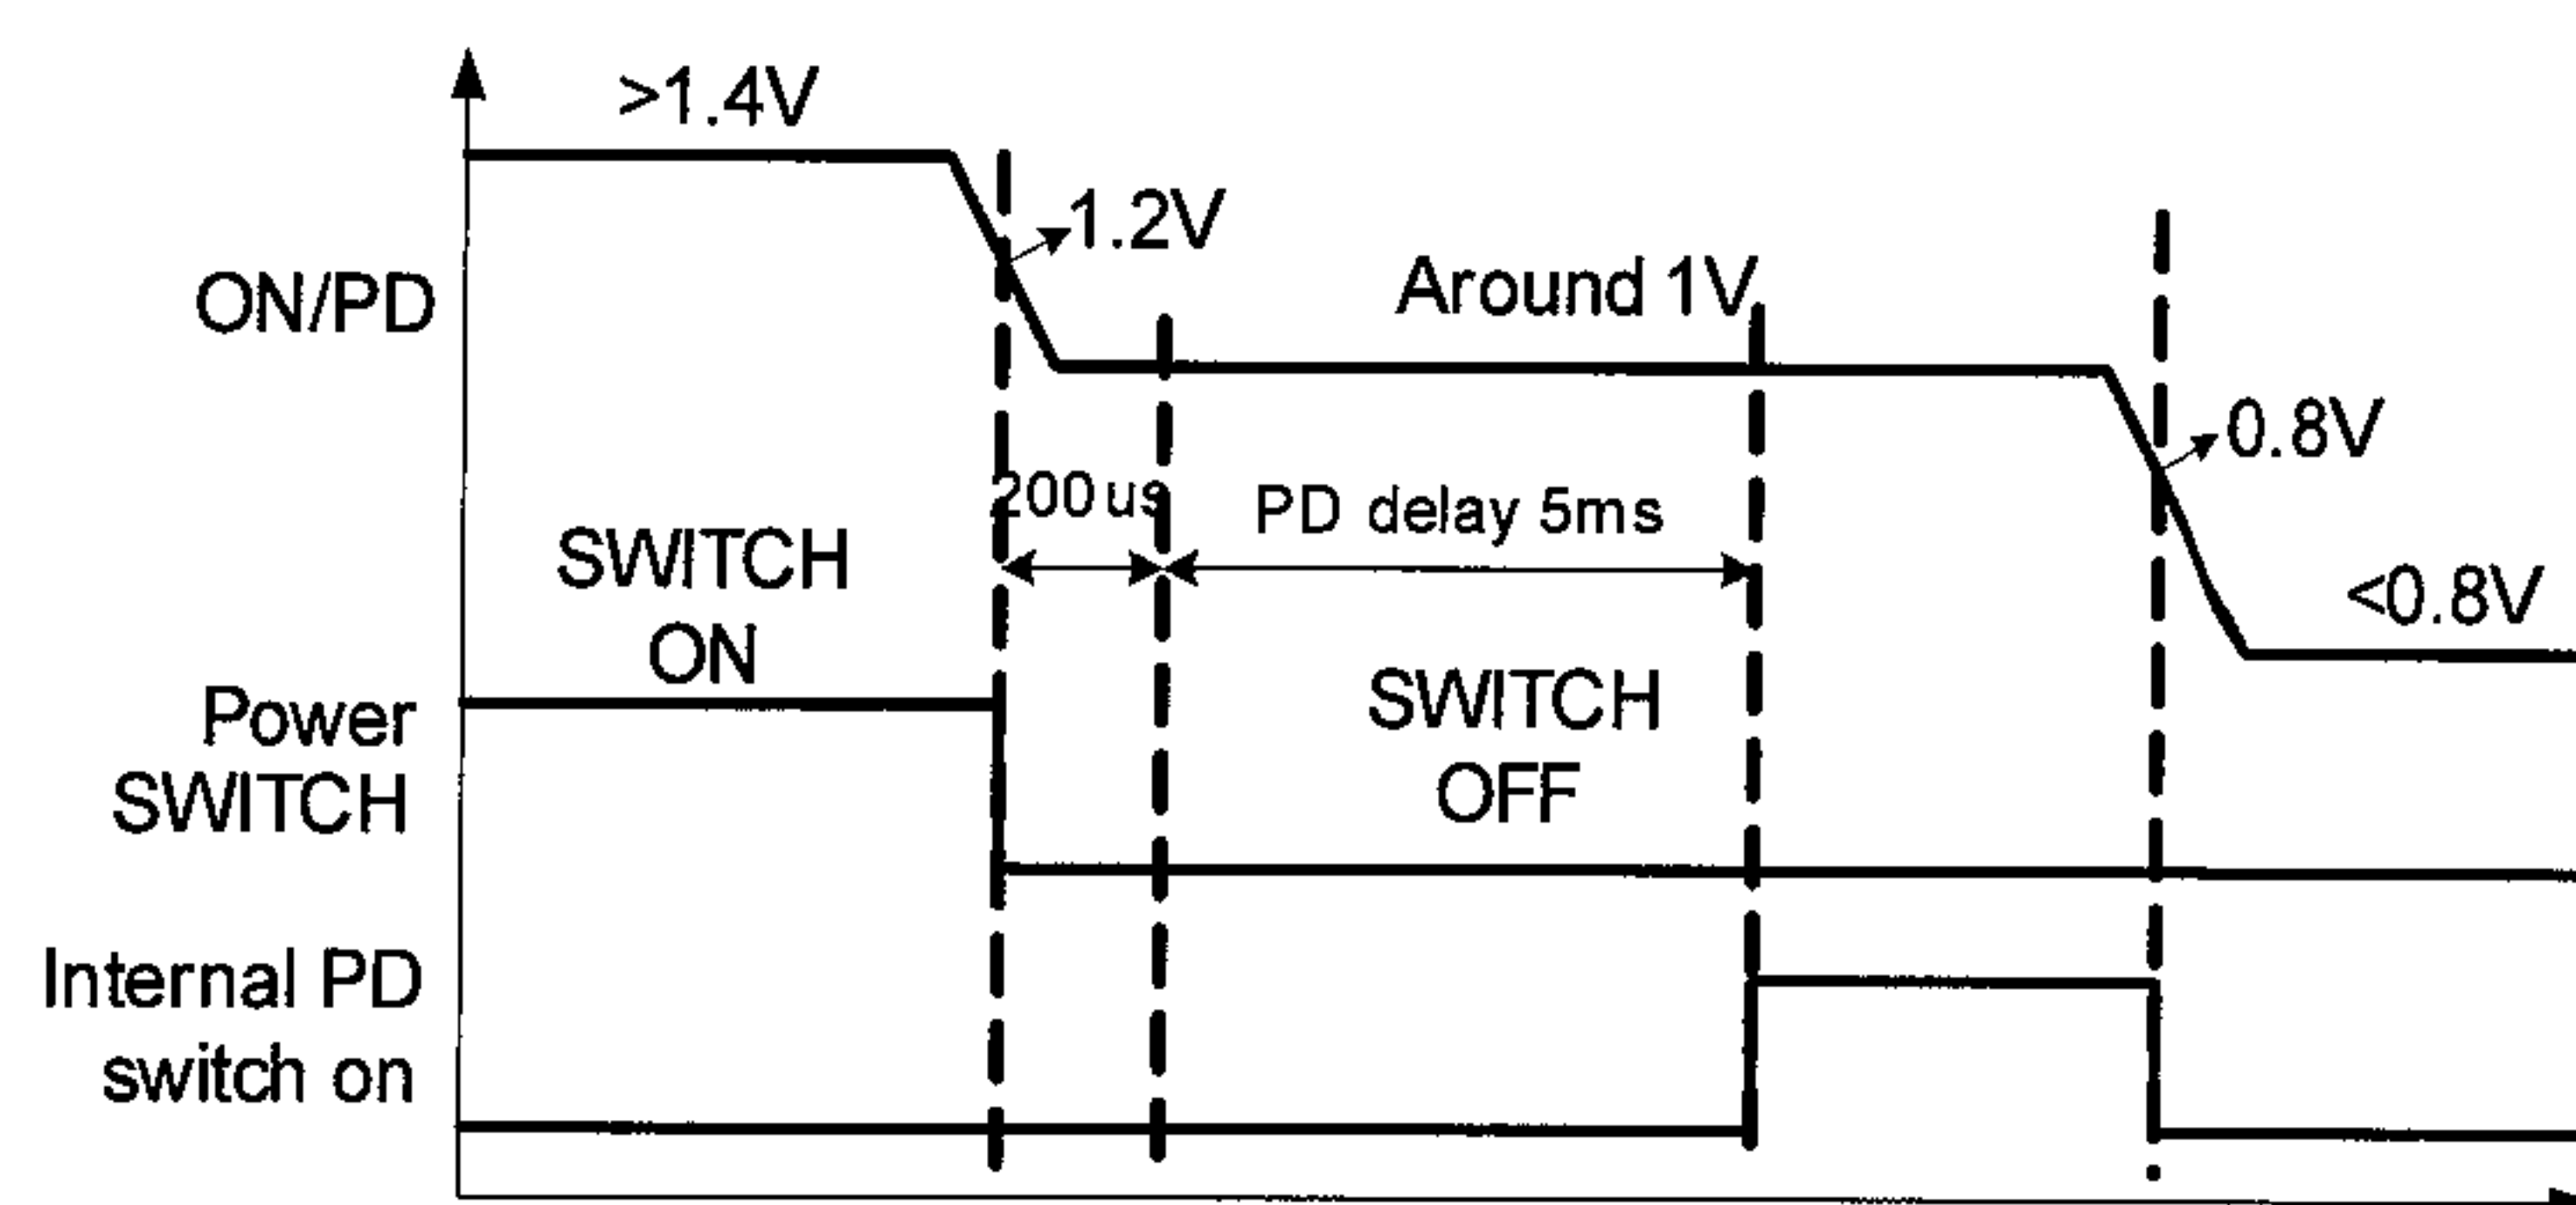 >1.4V
1.2V
ON/PD
Around 1V
0.8V
200us
PD delay 5ms
SWITCH
ON
<0.8V
Power
SWITCH
SWITCH
OFF
Internal PD
switch on